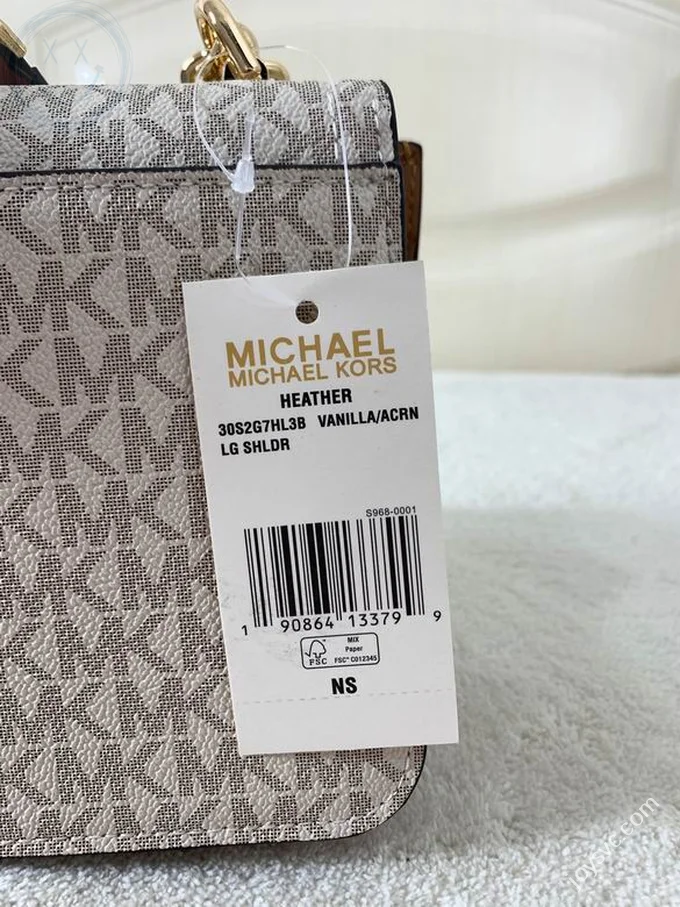 MICHAEL
MICHAEL KORS
HEATHER
30S2G7HL3B VANILLA/ACRN
LG SHLDR
S968-0001
1 90864 13379 9
FSC
MIX
Paper
FSC® C012345
NS